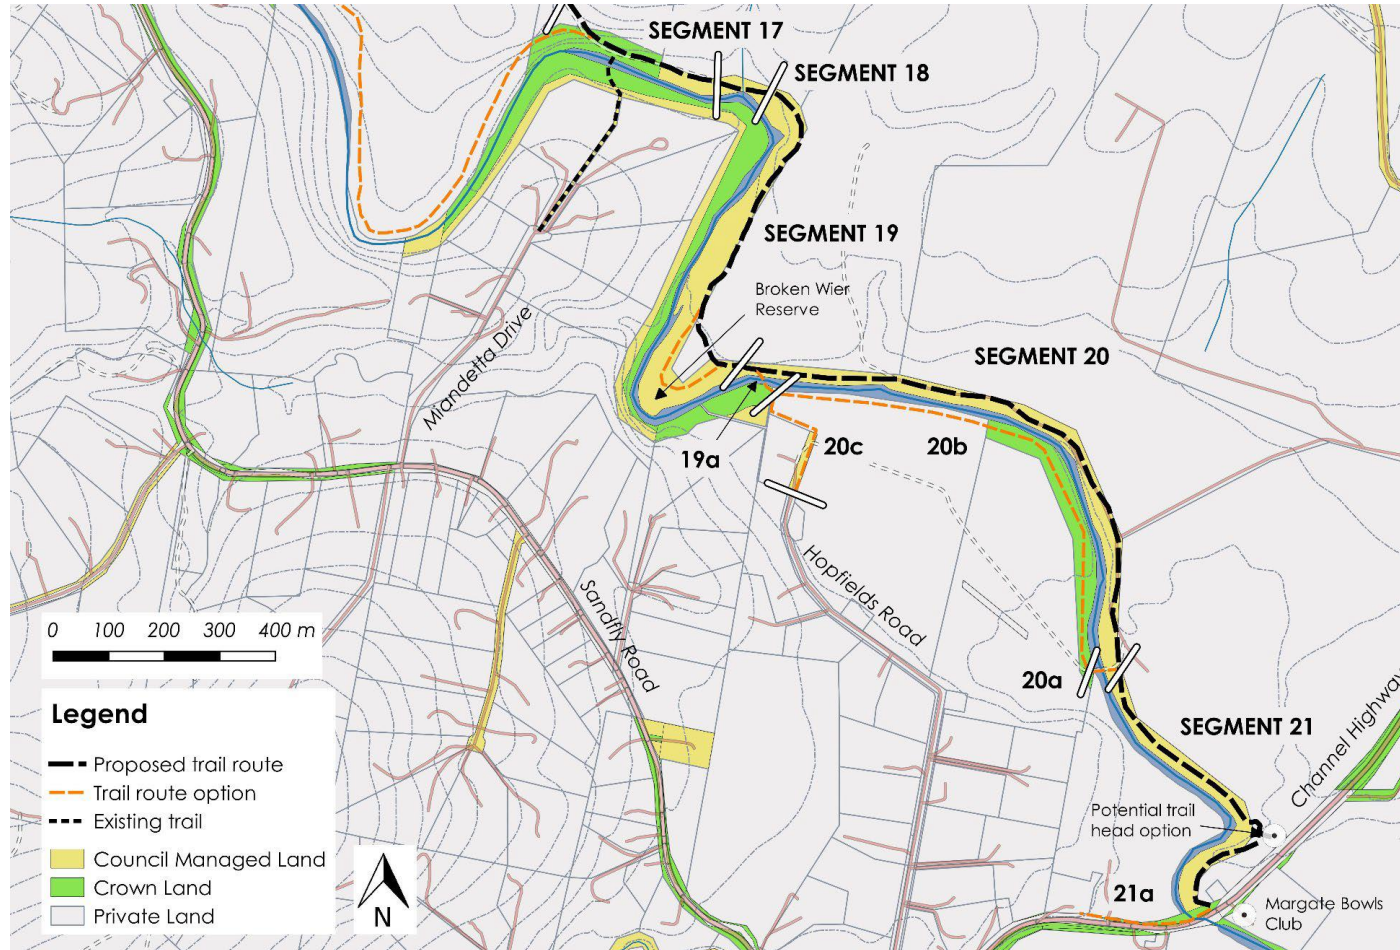 SEGMENT 17
SEGMENT 18
SEGMENT 19
Broken Wier
Reserve
Miandetta Drive
SEGMENT 20
19a
20c
20b
Hopfields Road
Sandfly Road
20a
SEGMENT 21
Channel Highway
Potential trail
head option
21a
Margate Bowls
Club
0 100 200 300 400 m
Legend
Proposed trail route
Trail route option
Existing trail
Council Managed Land
Crown Land
Private Land
N